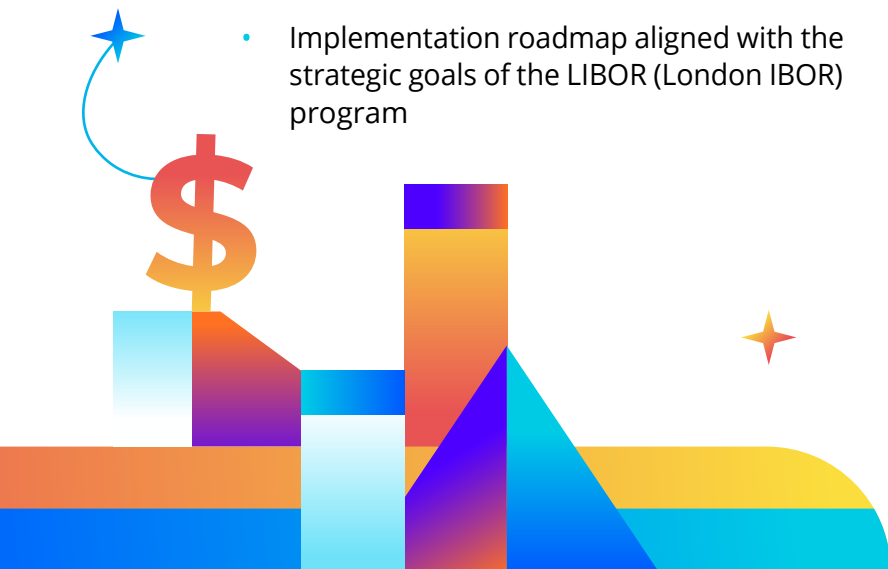 • Implementation roadmap aligned with the
strategic goals of the LIBOR (London IBOR)
program
$